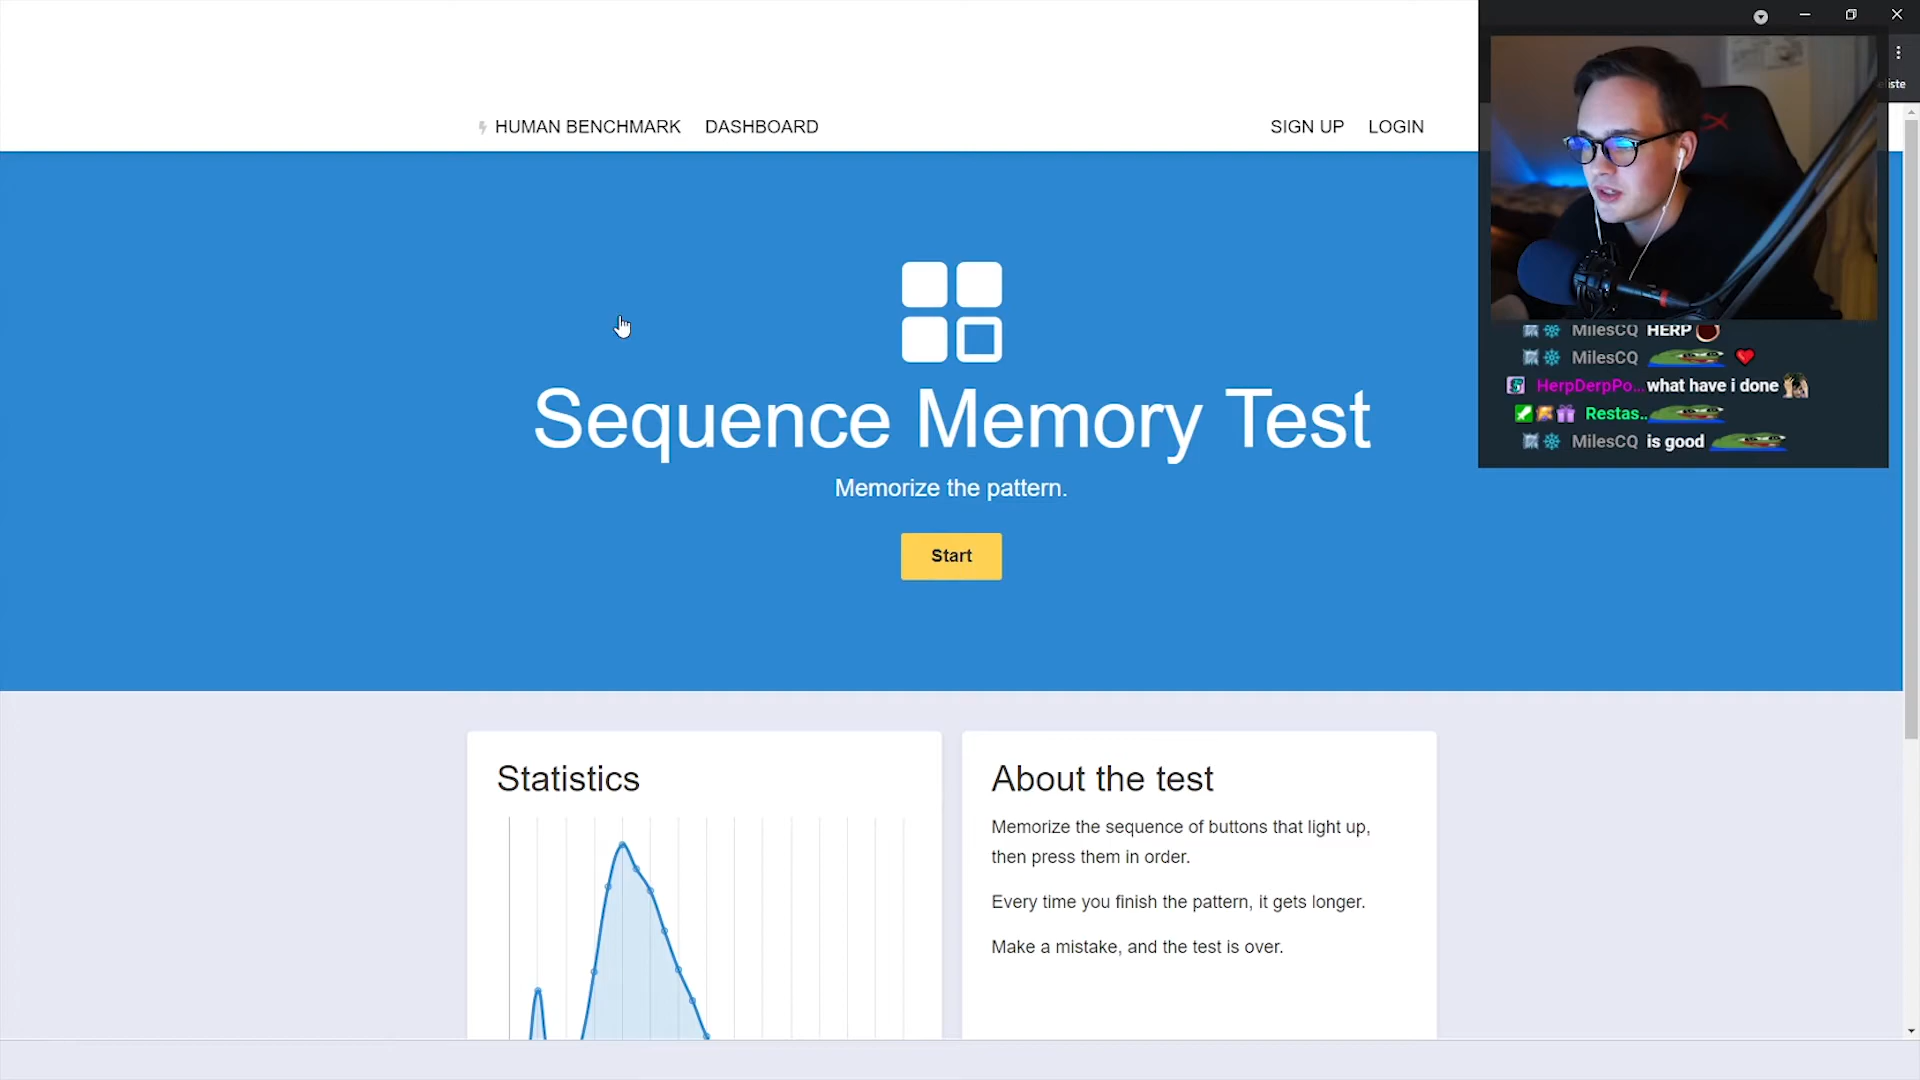 HUMAN BENCHMARK
DASHBOARD
SIGN UP
LOGIN
Sequence Memory Test
Memorize the pattern.
Start
Statistics
About the test
Memorize the sequence of buttons that light up,
then press them in order.
Every time you finish the pattern, it gets longer.
Make a mistake, and the test is over.
MilesCQ HERP
MilesCQ
HerpDerpPo... what have i done
Restas..
MilesCQ is good